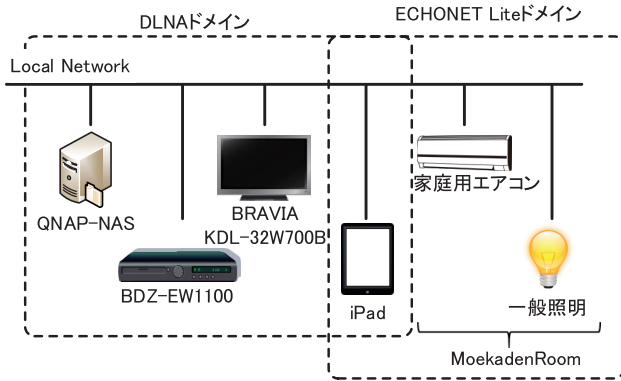 DLNAドメイン
ECHONET Liteドメイン
Local Network
QNAP-NAS
BDZ-EW1100
BRAVIA
KDL-32W700B
iPad
家庭用エアコン
一般照明
MoekadenRoom